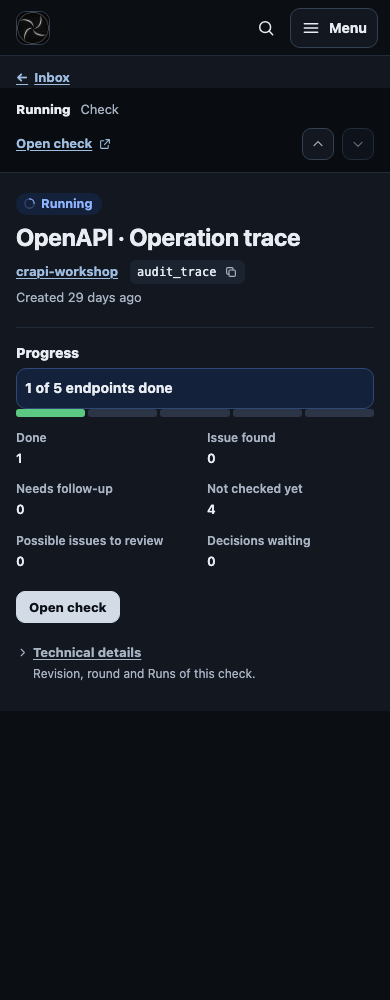 Menu
← Inbox
Running Check
Open check
Running
OpenAPI · Operation trace
crapi-workshop audit_trace
Created 29 days ago
Progress
1 of 5 endpoints done
Done Issue found
1 0
Needs follow-up Not checked yet
0 4
Possible issues to review Decisions waiting
0 0
Open check
Technical details
Revision, round and Runs of this check.